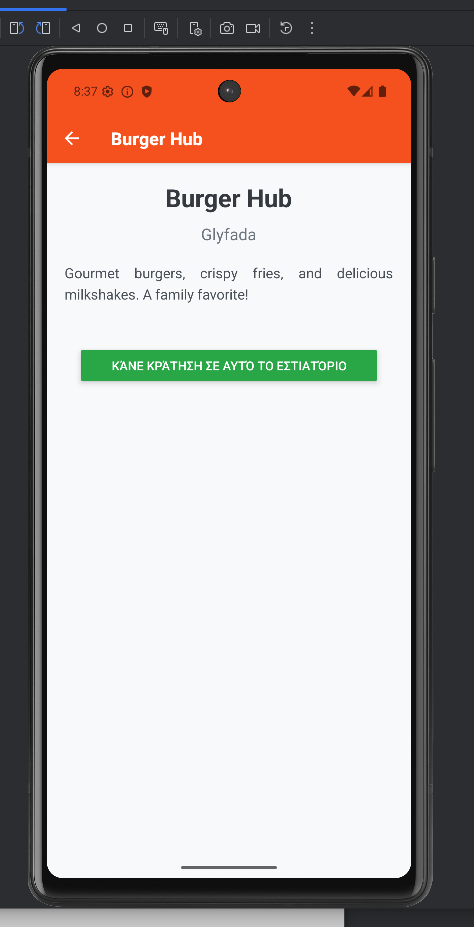 8:37
Burger Hub
Burger Hub
Glyfada
Gourmet burgers, crispy fries, and delicious
milkshakes. A family favorite!
ΚΆΝΕ ΚΡΆΤΗΣΗ ΣΕ ΑΥΤΌ ΤΟ ΕΣΤΙΑΤΌΡΙΟ